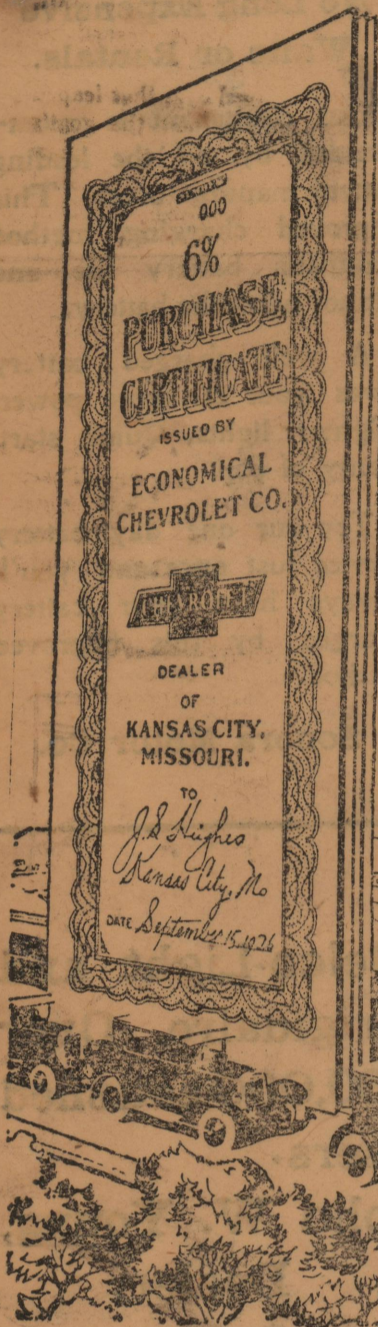 000
6%
PURCHASE
CERTIFICATE
ISSUED BY
ECONOMICAL
CHEVROLET CO.
CHEVROLET
DEALER
OF
KANSAS CITY,
MISSOURI.
TO
J.S Hughes
Kansas City, Mo
DATE September 15, 1926